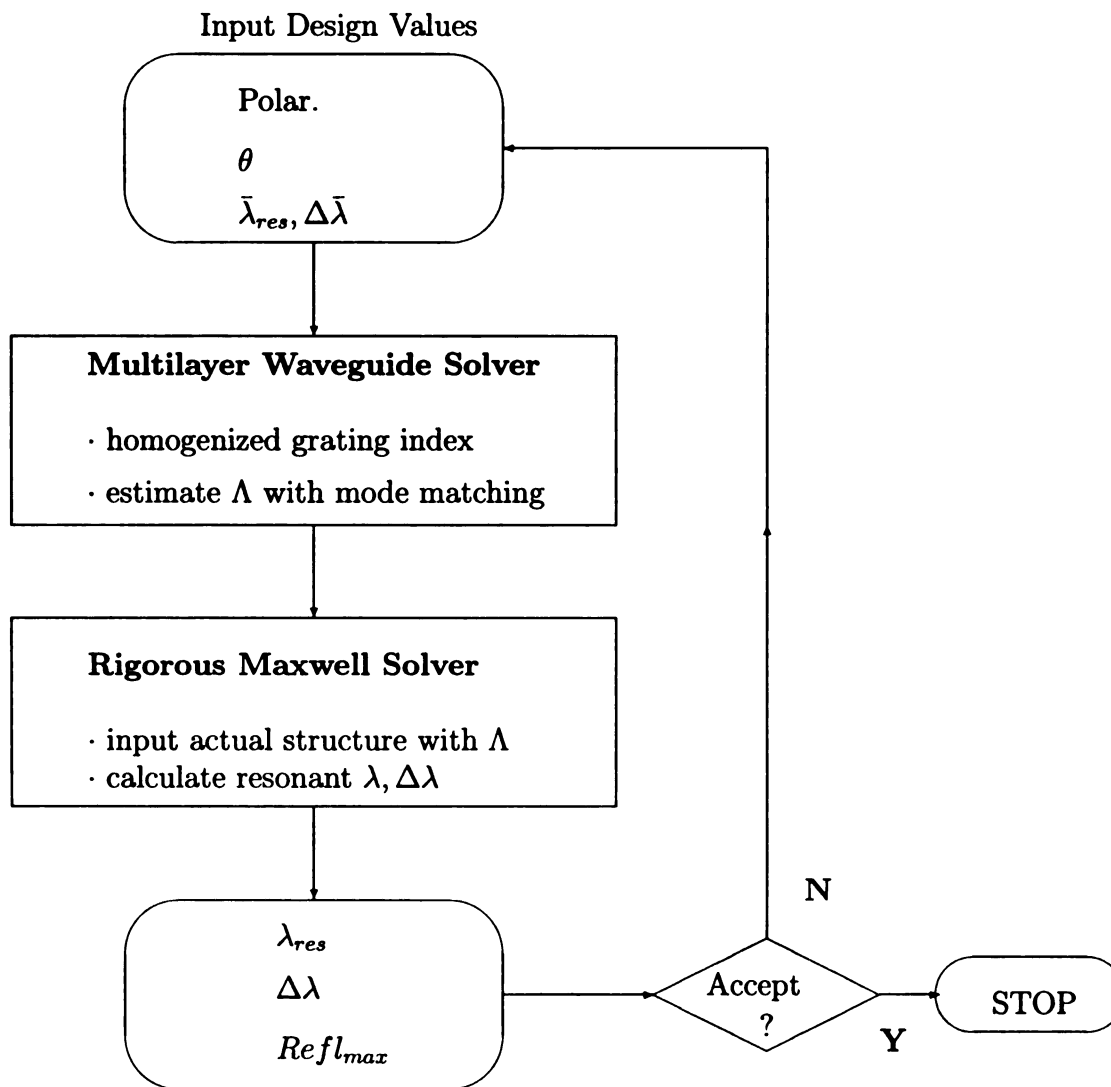 Input Design Values
Polar.
θ
λ̄res, Δλ̄
Multilayer Waveguide Solver
· homogenized grating index
· estimate Λ with mode matching
Rigorous Maxwell Solver
· input actual structure with Λ
· calculate resonant λ, Δλ
λres
Δλ
Reflmax
N
Accept
?
Y
STOP